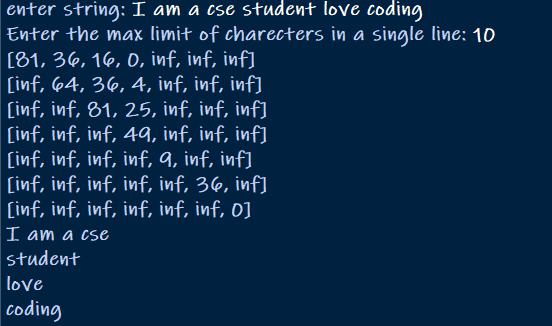 enter string: I am a cse student love coding
Enter the max limit of charecters in a single line: 10
[81, 36, 16, 0, inf, inf, inf]
[inf, 64, 36, 4, inf, inf, inf]
[inf, inf, 81, 25, inf, inf, inf]
[inf, inf, inf, 49, inf, inf, inf]
[inf, inf, inf, inf, 9, inf, inf]
[inf, inf, inf, inf, inf, 36, inf]
[inf, inf, inf, inf, inf, inf, 0]
I am a cse
student
love
coding